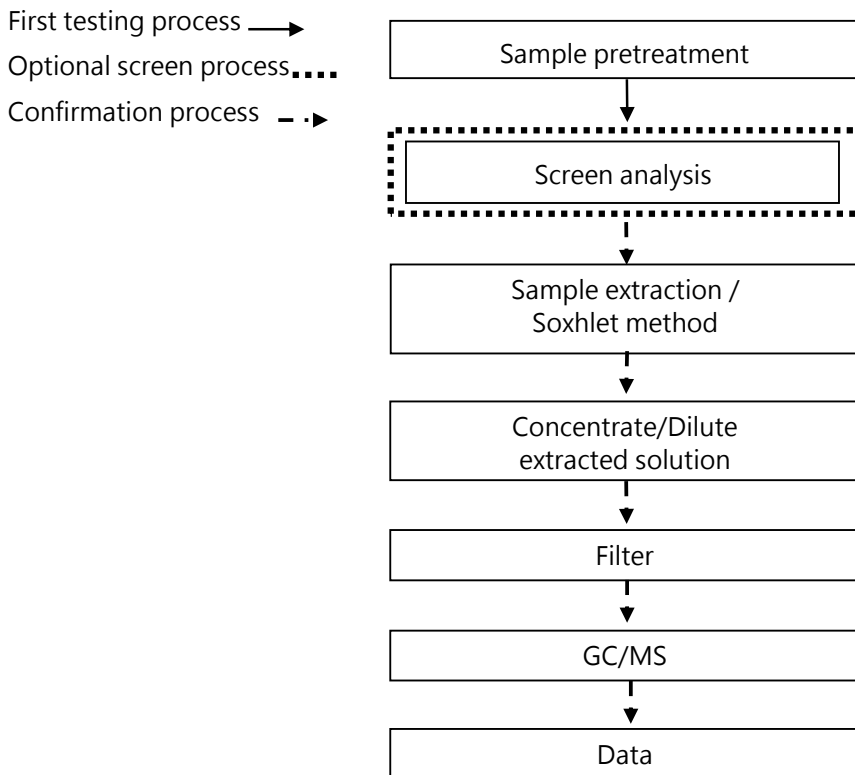 First testing process
Optional screen process
Confirmation process
Sample pretreatment
Screen analysis
Sample extraction /
Soxhlet method
Concentrate/Dilute
extracted solution
Filter
GC/MS
Data